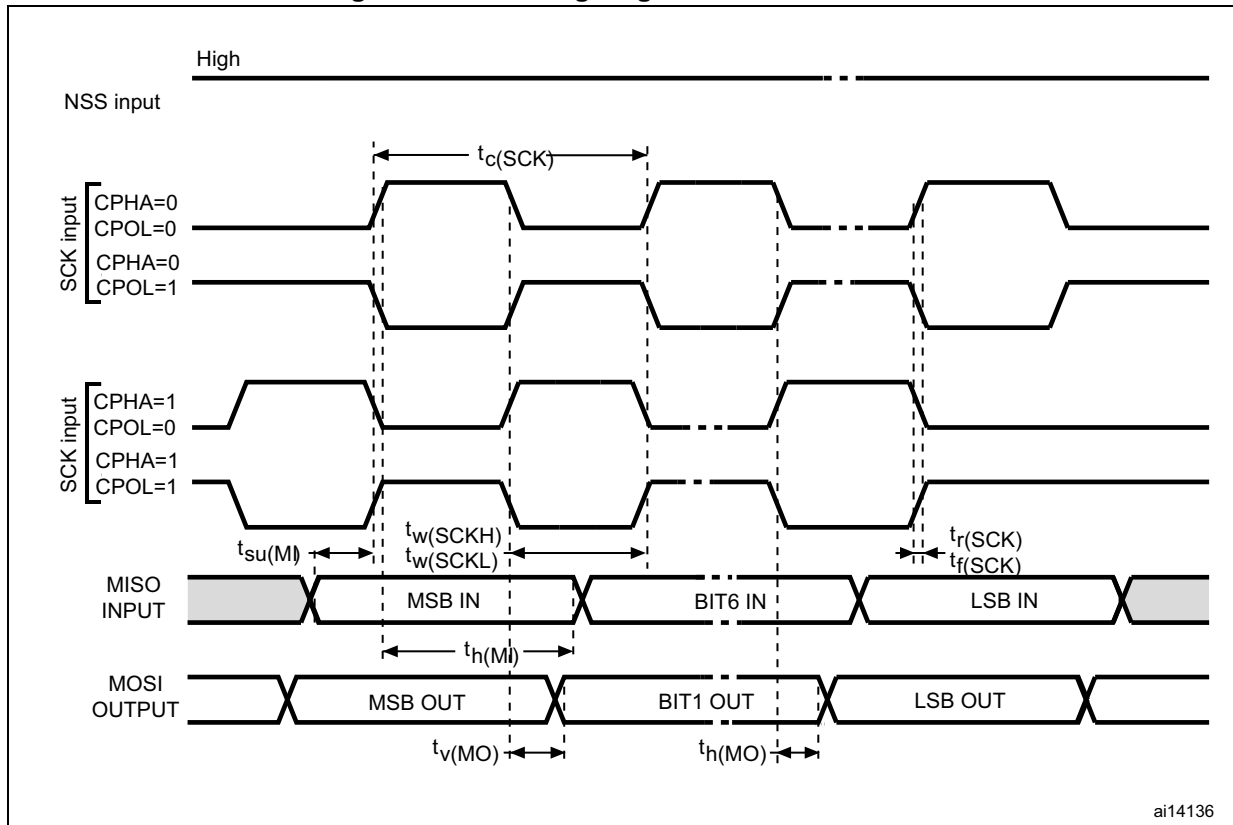 High
NSS input
tc(SCK)
SCK input
CPHA=0
CPOL=0
CPHA=0
CPOL=1
SCK input
CPHA=1
CPOL=0
CPHA=1
CPOL=1
tsu(MI)
tw(SCKH)
tw(SCKL)
tr(SCK)
tf(SCK)
MISO
INPUT
MSB IN
BIT6 IN
LSB IN
th(MI)
MOSI
OUTPUT
MSB OUT
BIT1 OUT
LSB OUT
tv(MO)
th(MO)
ai14136